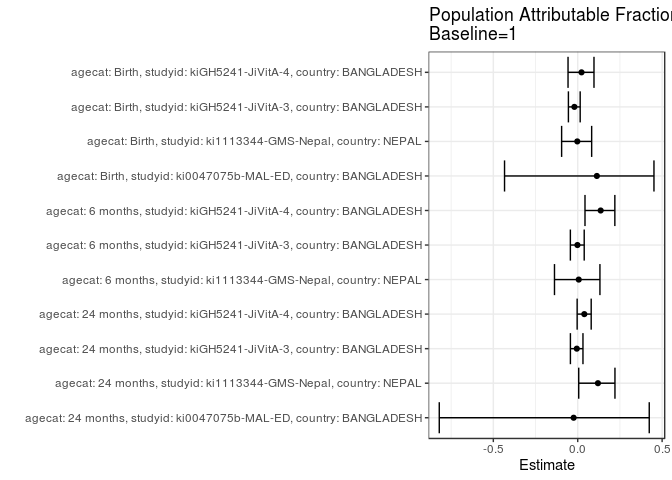 Population Attributable Fraction
Baseline=1
agecat: Birth, studyid: kiGH5241-JiVitA-4, country: BANGLADESH
agecat: Birth, studyid: kiGH5241-JiVitA-3, country: BANGLADESH
agecat: Birth, studyid: ki1113344-GMS-Nepal, country: NEPAL
agecat: Birth, studyid: ki0047075b-MAL-ED, country: BANGLADESH
agecat: 6 months, studyid: kiGH5241-JiVitA-4, country: BANGLADESH
agecat: 6 months, studyid: kiGH5241-JiVitA-3, country: BANGLADESH
agecat: 6 months, studyid: ki1113344-GMS-Nepal, country: NEPAL
agecat: 24 months, studyid: kiGH5241-JiVitA-4, country: BANGLADESH
agecat: 24 months, studyid: kiGH5241-JiVitA-3, country: BANGLADESH
agecat: 24 months, studyid: ki1113344-GMS-Nepal, country: NEPAL
agecat: 24 months, studyid: ki0047075b-MAL-ED, country: BANGLADESH
-0.5 0.0 0.5
Estimate